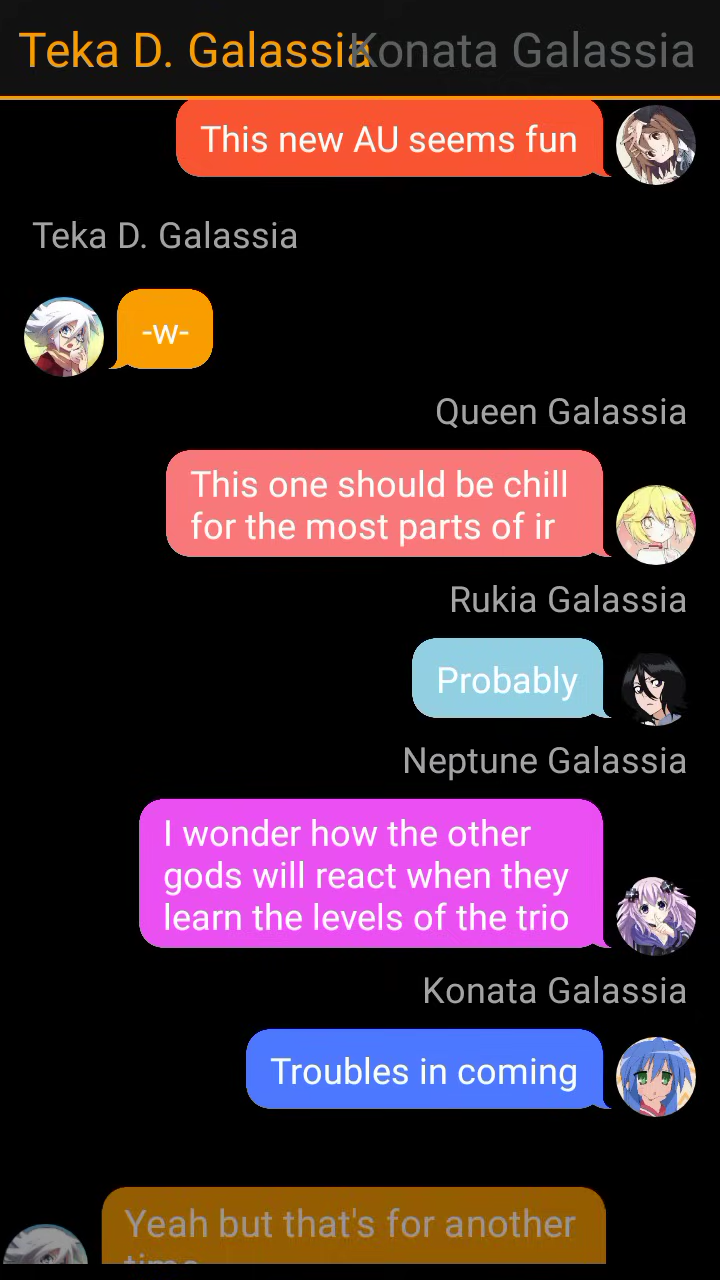 Teka D. Galassia
Konata Galassia
This new AU seems fun
Teka D. Galassia
-w-
Queen Galassia
This one should be chill
for the most parts of ir
Rukia Galassia
Probably
Neptune Galassia
I wonder how the other
gods will react when they
learn the levels of the trio
Konata Galassia
Troubles in coming
Yeah but that's for another